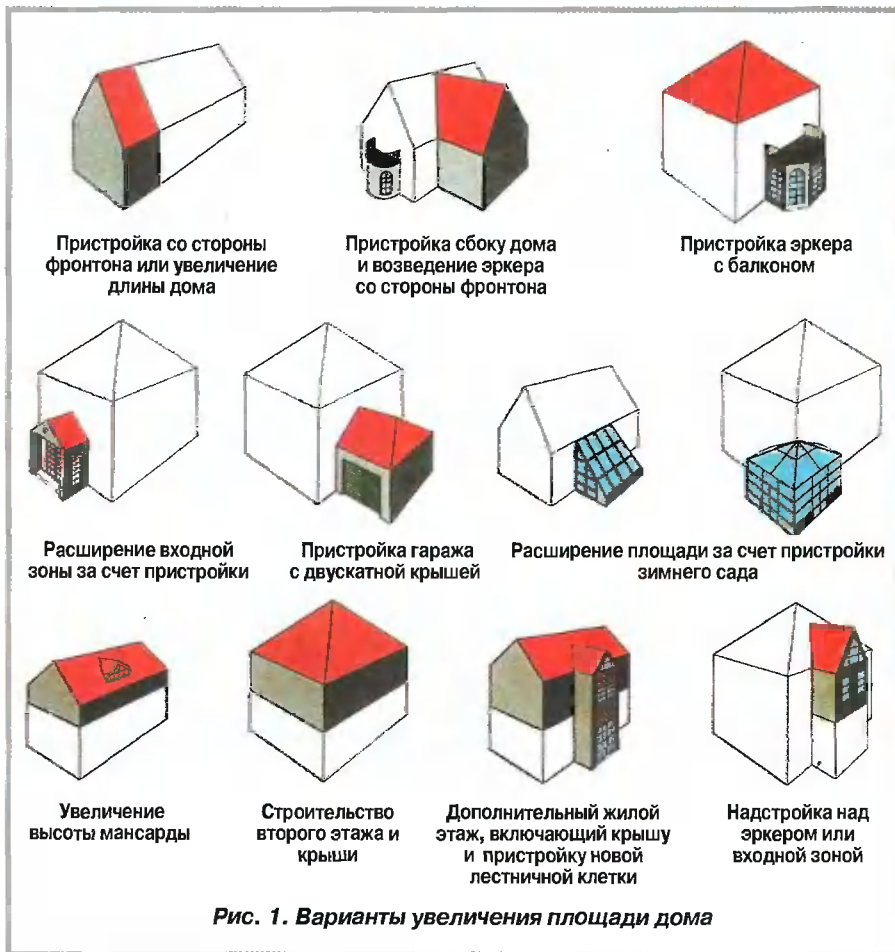 Пристройка со стороны
фронтона или увеличение
длины дома
Пристройка сбоку дома
и возведение эркера
со стороны фронтона
Пристройка эркера
с балконом
Расширение входной
зоны за счет пристройки
Пристройка гаража
с двускатной крышей
Расширение площади за счет пристройки
зимнего сада
Увеличение
высоты мансарды
Строительство
второго этажа и
крыши
Дополнительный жилой
этаж, включающий крышу
и пристройку новой
лестничной клетки
Надстройка над
эркером или
входной зоной
Рис. 1. Варианты увеличения площади дома